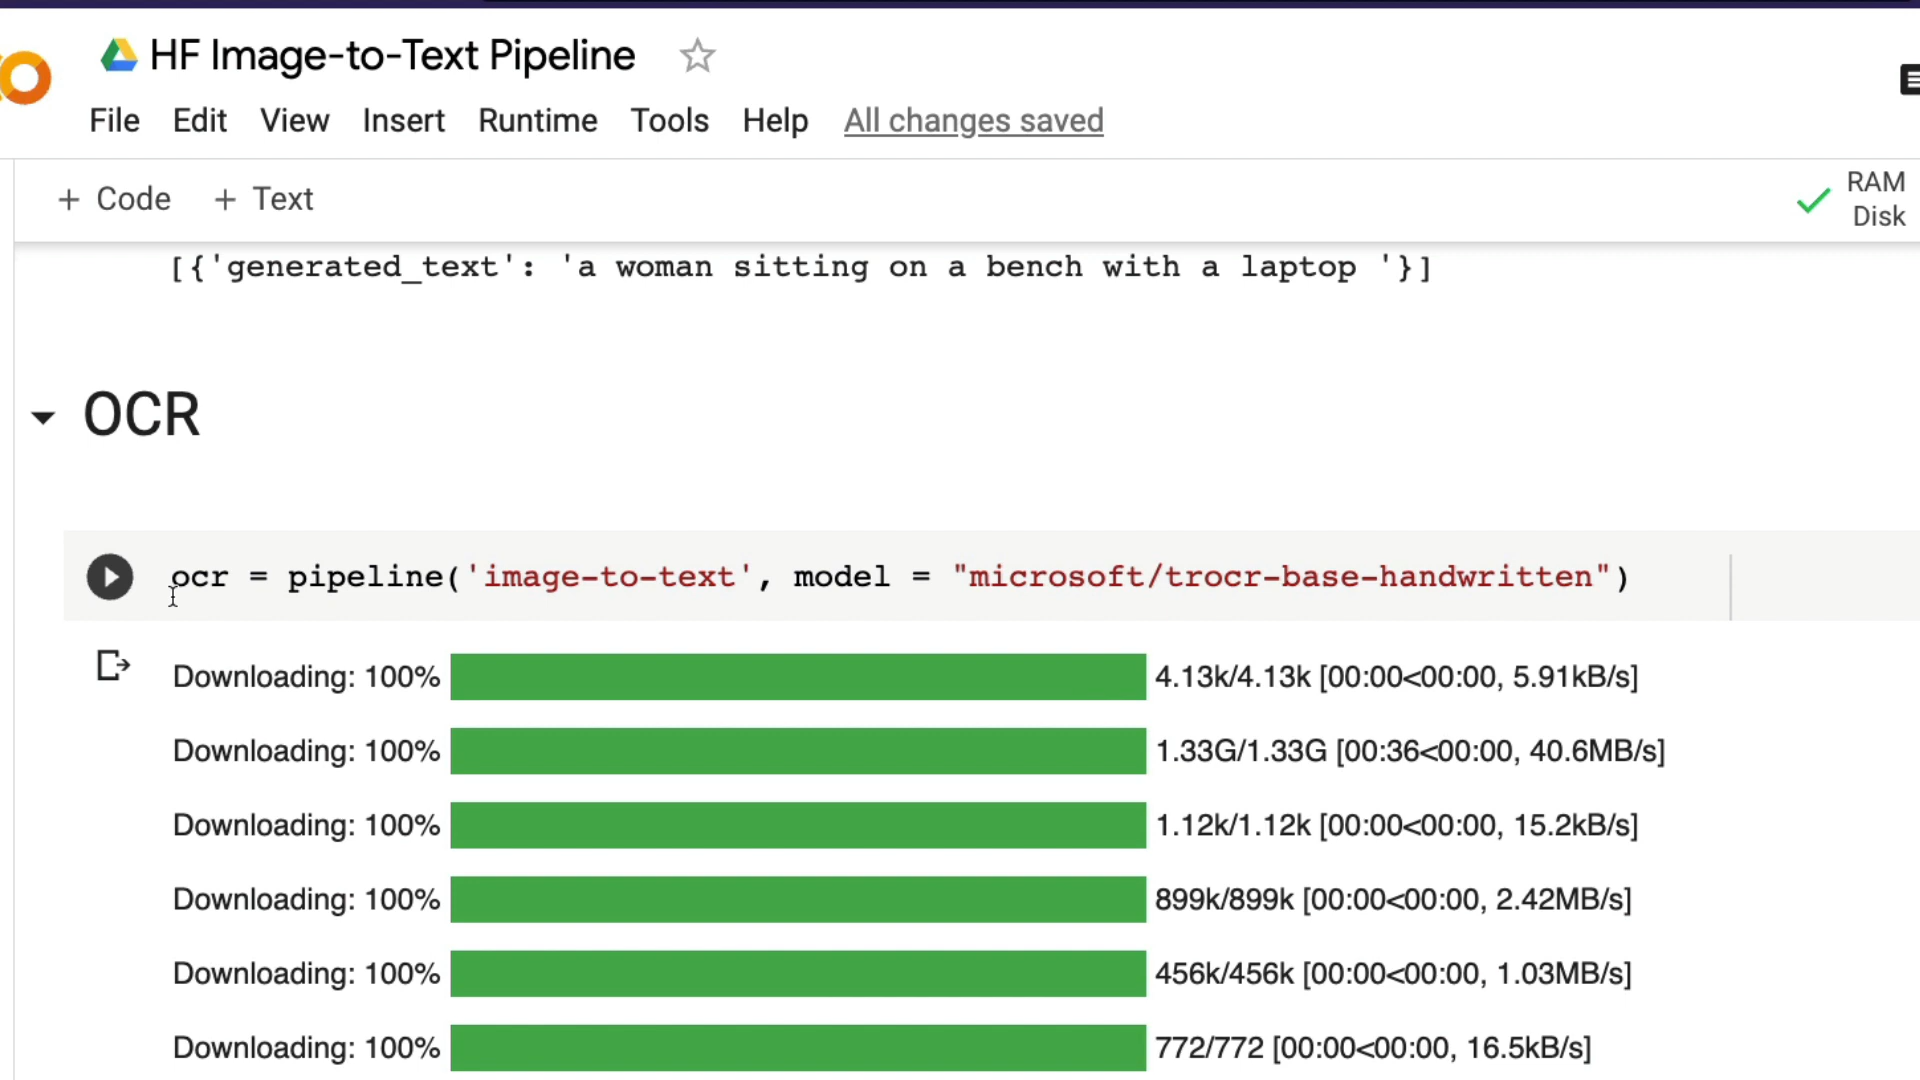 HF Image-to-Text Pipeline
File Edit View Insert Runtime Tools Help All changes saved
+ Code + Text
RAM
Disk
[{'generated_text': 'a woman sitting on a bench with a laptop '}]
OCR
ocr = pipeline('image-to-text', model = "microsoft/trocr-base-handwritten")
Downloading: 100% 4.13k/4.13k [00:00<00:00, 5.91kB/s]
Downloading: 100% 1.33G/1.33G [00:36<00:00, 40.6MB/s]
Downloading: 100% 1.12k/1.12k [00:00<00:00, 15.2kB/s]
Downloading: 100% 899k/899k [00:00<00:00, 2.42MB/s]
Downloading: 100% 456k/456k [00:00<00:00, 1.03MB/s]
Downloading: 100% 772/772 [00:00<00:00, 16.5kB/s]